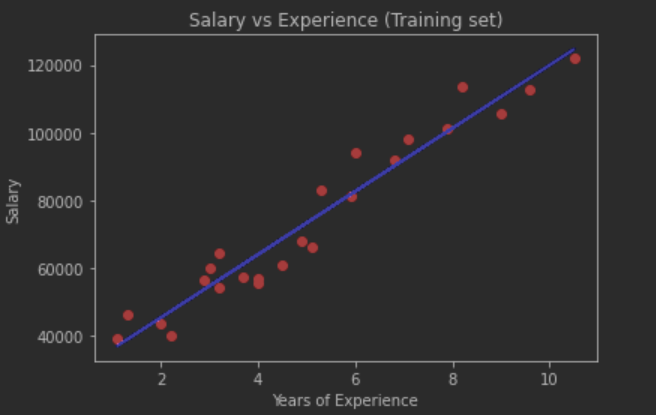 Salary vs Experience (Training set)
120000
100000
80000
60000
40000
Salary
2 4 6 8 10
Years of Experience